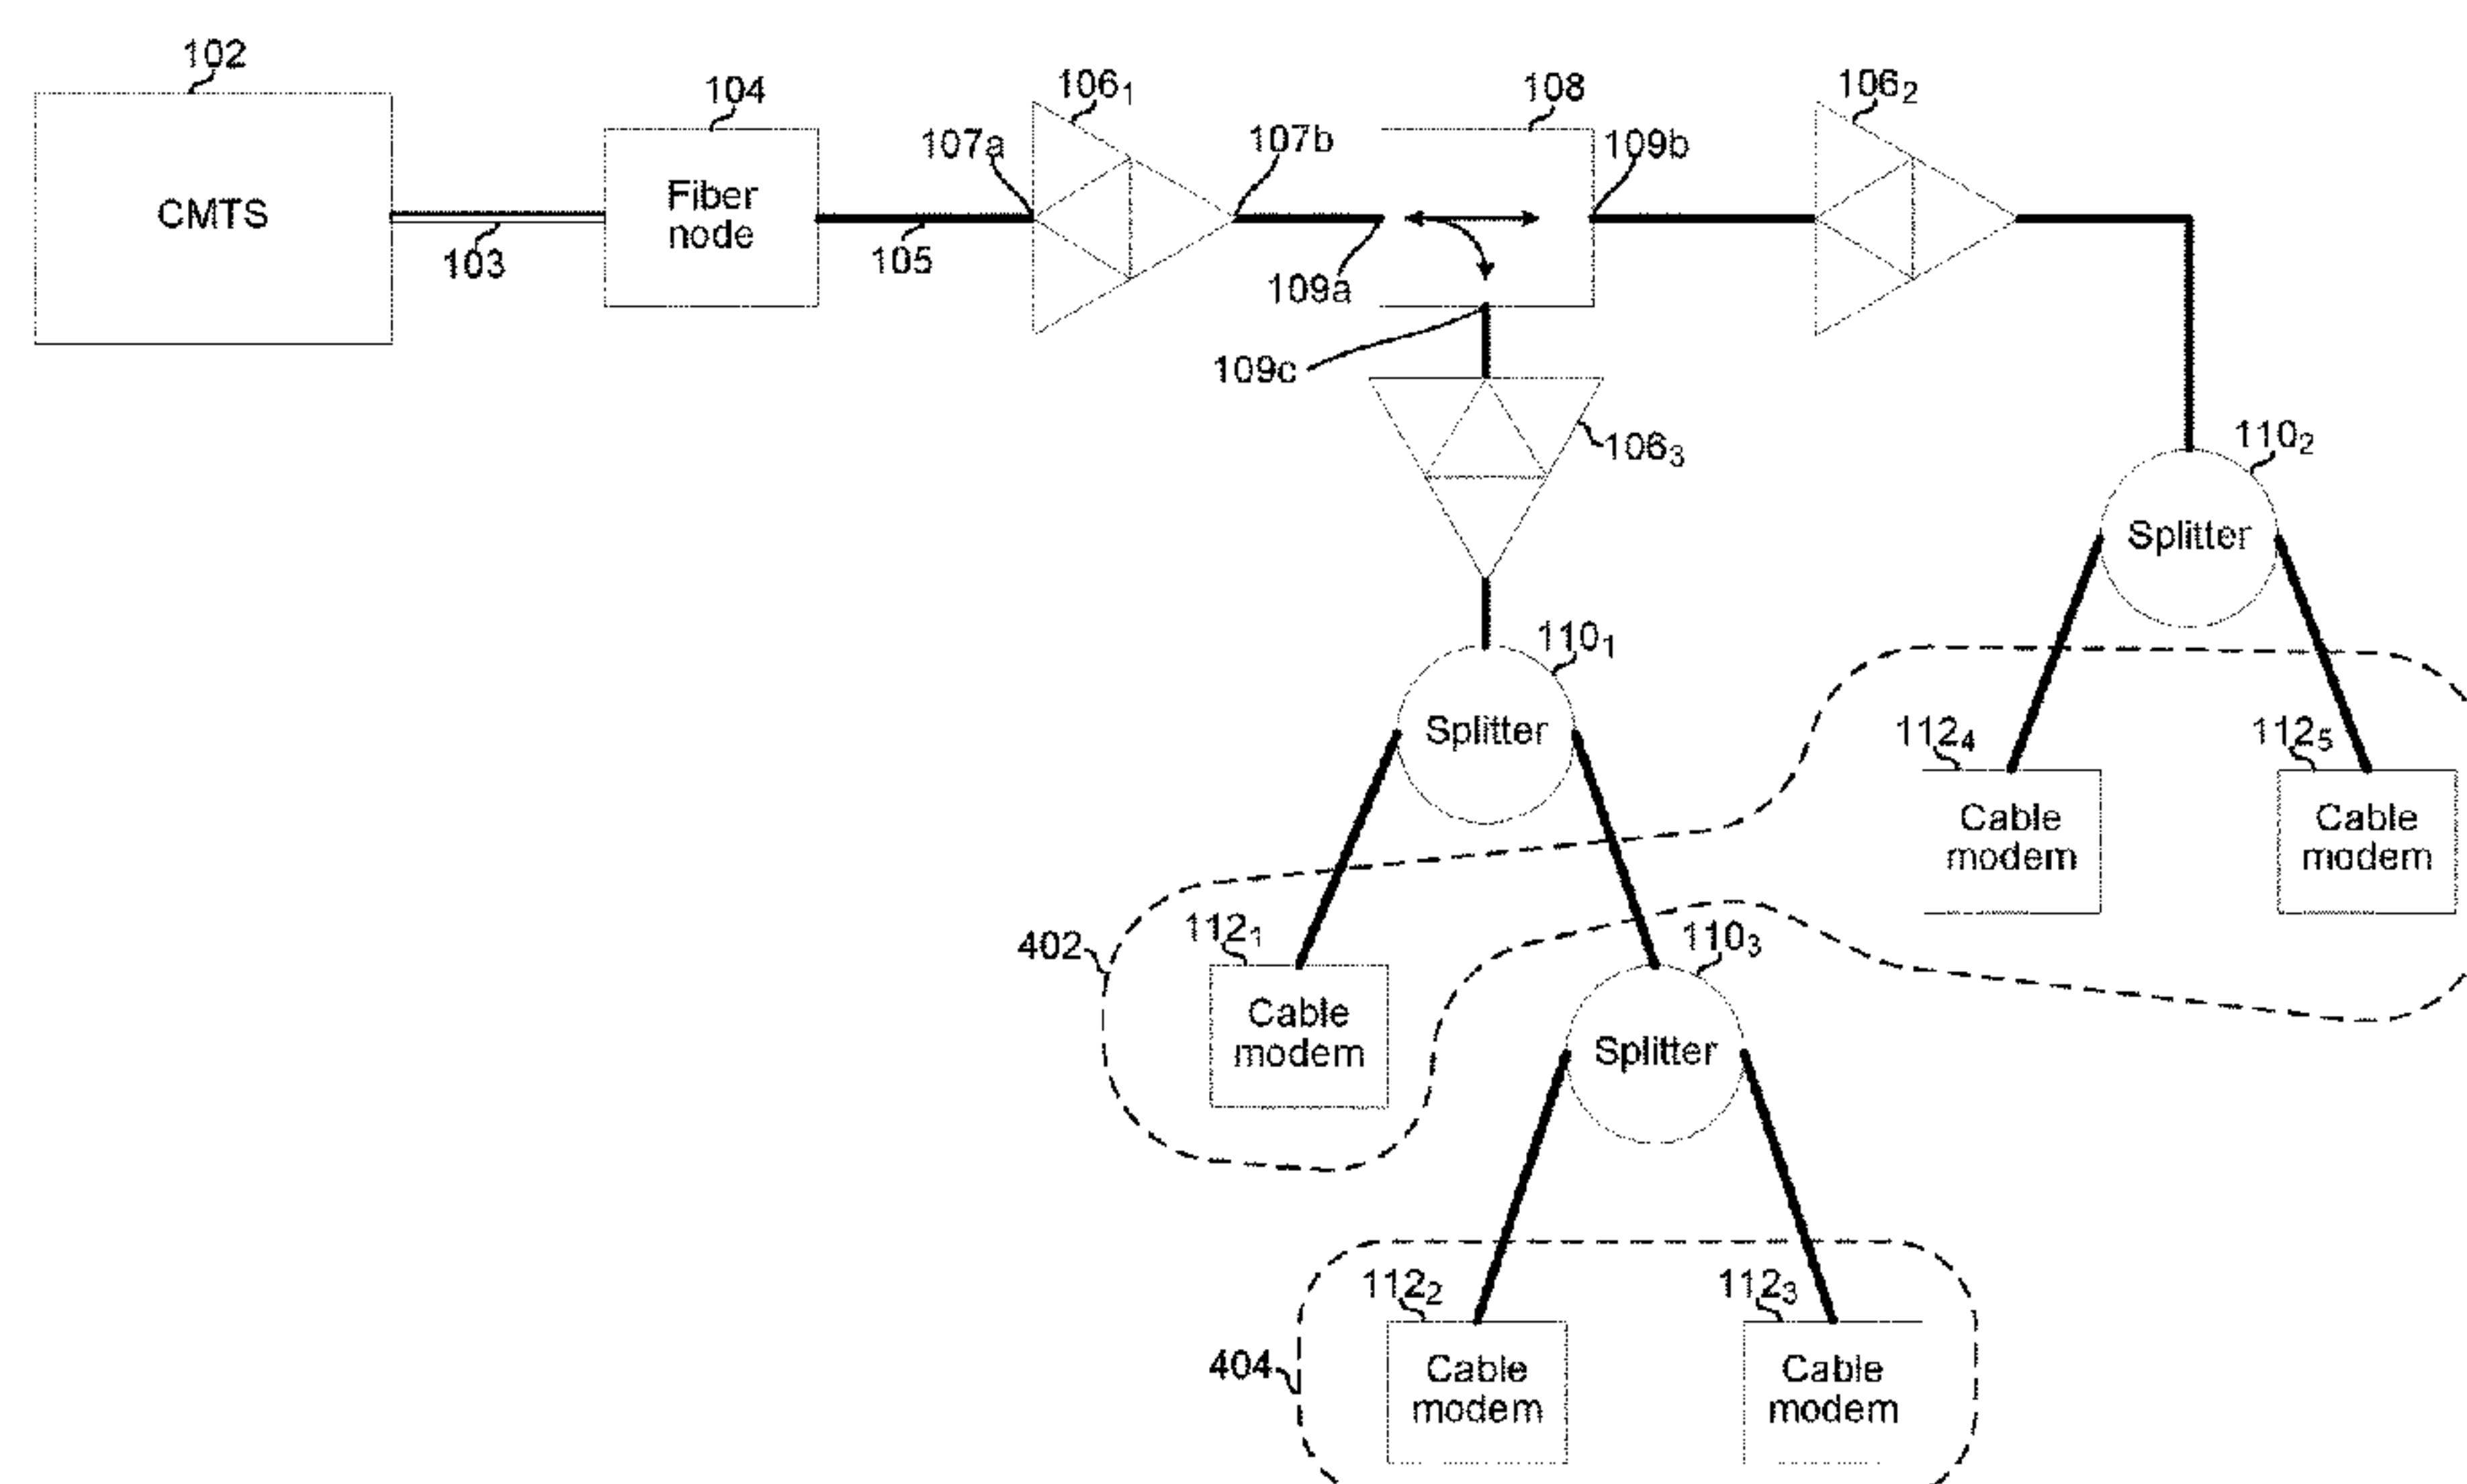 102
104
106₁
108
106₂
107a
107b
109b
CMTS
Fiber
node
103
105
109a
109c
106₃
110₂
Splitter
110₁
Splitter
112₄
112₅
Cable
modem
Cable
modem
402
112₁
110₃
Cable
modem
Splitter
112₂
112₃
404
Cable
modem
Cable
modem